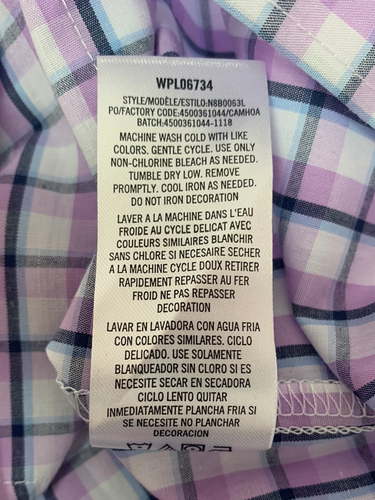 WPL06734
STYLE/MODÈLE/ESTILO:N8B0063L
PO/FACTORY CODE:4500361044/CAMHOA
BATCH:4500361044-1118
MACHINE WASH COLD WITH LIKE
COLORS. GENTLE CYCLE. USE ONLY
NON-CHLORINE BLEACH AS NEEDED.
TUMBLE DRY LOW. REMOVE
PROMPTLY. COOL IRON AS NEEDED.
DO NOT IRON DECORATION
LAVER A LA MACHINE DANS L'EAU
FROIDE AU CYCLE DELICAT AVEC
COULEURS SIMILAIRES BLANCHIR
SANS CHLORE SI NECESAIRE SECHER
A LA MACHINE CYCLE DOUX RETIRER
RAPIDEMENT REPASSER AU FER
FROID NE PAS REPASSER
DECORATION
LAVAR EN LAVADORA CON AGUA FRIA
CON COLORES SIMILARES. CICLO
DELICADO. USE SOLAMENTE
BLANQUEADOR SIN CLORO SI ES
NECESITE SECAR EN SECADORA
CICLO LENTO QUITAR
INMEDIATAMENTE PLANCHA FRIA SI
SE NECESITE NO PLANCHAR
DECORACION